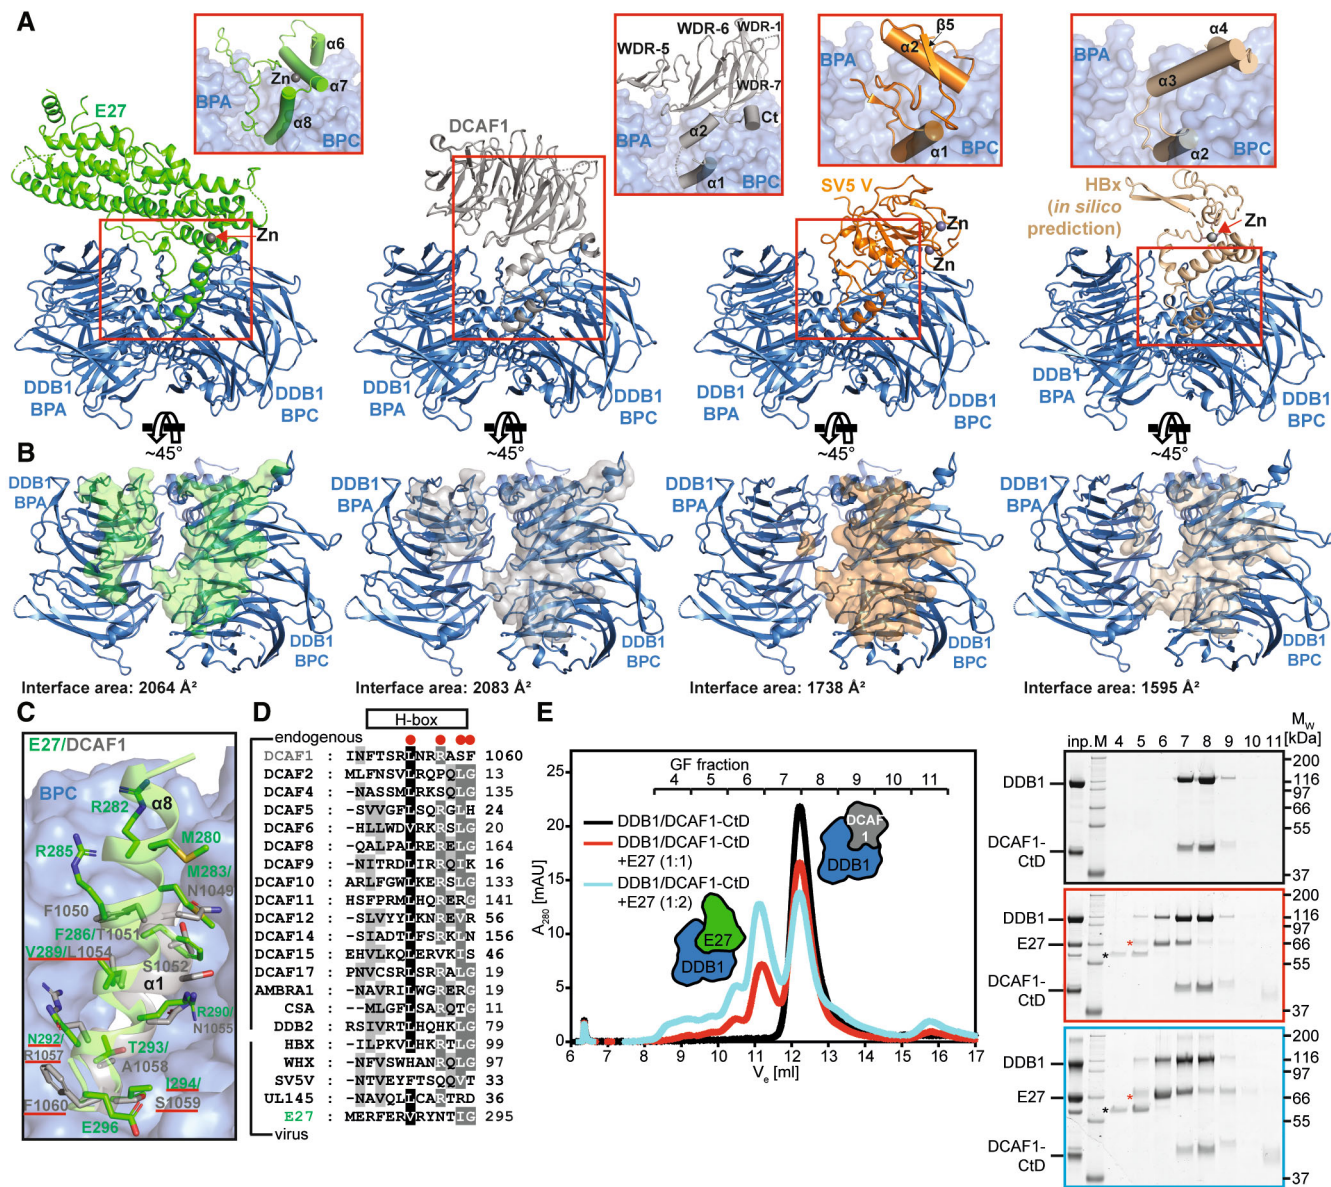 A
E27
Zn
BPA
Zn
α6
α7
α8
BPC
DDB1
BPA
DDB1
BPC
~45°
DCAF1
WDR-5
WDR-6
WDR-1
WDR-7
Ct
BPA
α2
α1
BPC
DDB1
BPA
DDB1
BPC
~45°
SV5 V
Zn
Zn
BPA
α2
β5
α1
BPC
DDB1
BPA
DDB1
BPC
~45°
HBx
(in silico
prediction)
Zn
BPA
α4
α3
α2
BPC
DDB1
BPA
DDB1
BPC
~45°
B
DDB1
BPA
DDB1
BPC
Interface area: 2064 Å²
DDB1
BPA
DDB1
BPC
Interface area: 2083 Å²
DDB1
BPA
DDB1
BPC
Interface area: 1738 Å²
DDB1
BPA
DDB1
BPC
Interface area: 1595 Å²
C
E27/DCAF1
BPC
R282
α8
M280
R285
M283/
N1049
F1050
F286/T1051
V289/L1054
S1052
α1
R290/
N1055
N292/
R1057
T293/
A1058
I294/
S1059
F1060
E296
D
H-box
endogenous
DCAF1 : INFTSRLNRRASF 1060
DCAF2 : MLFNSVLRQPQLG 13
DCAF4 : -NASSMLRKSQLG 135
DCAF5 : -SVVGFLSQRGLH 24
DCAF6 : -HLLWDVRKRSLG 20
DCAF8 : -QALPALRERELG 164
DCAF9 : -NITRDLIRRQIK 16
DCAF10 : ARLFGWLKERSLG 133
DCAF11 : HSFPRMLHQRERG 141
DCAF12 : -SIVYYLKNREVR 56
DCAF14 : -SIADTLFSRKLN 156
DCAF15 : EHVLKQLERVKIS 46
DCAF17 : PNVCSRLSRRALG 19
AMBRA1 : -NAVRILWGRERG 19
CSA : --MLGFLSARQTG 11
DDB2 : RSIVRTLHQHKLG 79
HBX : -ILPKVLHKRTLG 99
WHX : -NFVSWHANRQLG 97
SV5V : -NTVEYFTSQQVT 33
UL145 : -NAVQLLCARTRD 36
E27 : -MERFERVRYNTIG 295
virus
E
GF fraction
4 5 6 7 8 9 10 11
25
20
15
10
5
0
A280 [mAU]
DDB1/DCAF1-CtD
DDB1/DCAF1-CtD
+E27 (1:1)
DDB1/DCAF1-CtD
+E27 (1:2)
DCAF
1
DDB1
E27
DDB1
6 7 8 9 10 11 12 13 14 15 16 17
Ve [ml]
inp. M 4 5 6 7 8 9 10 11
Mw
[kDa]
DDB1
DCAF1-
CtD
200
116
97
66
55
37
DDB1
E27
DCAF1-
CtD
*
*
200
116
97
66
55
37
DDB1
E27
DCAF1-
CtD
*
*
200
116
97
66
55
37